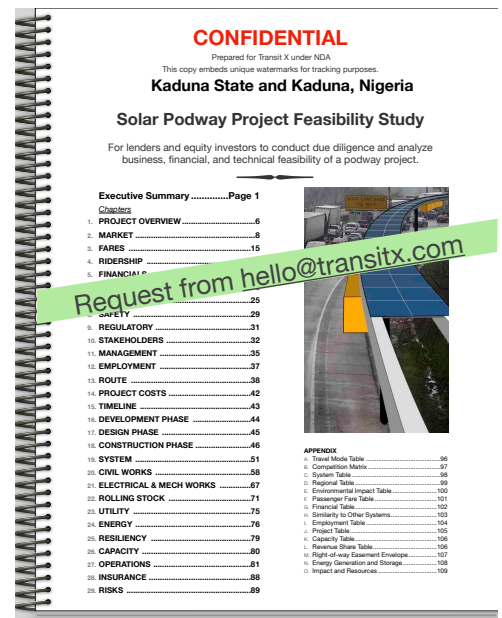 CONFIDENTIAL
Prepared for Transit X under NDA
This copy embeds unique watermarks for tracking purposes.
Kaduna State and Kaduna, Nigeria
Solar Podway Project Feasibility Study
For lenders and equity investors to conduct due diligence and analyze
business, financial, and technical feasibility of a podway project.
Executive Summary..............Page 1
Chapters
1. PROJECT OVERVIEW....................................6
2. MARKET ..............................................8
3. FARES ..............................................15
4. RIDERSHIP
5. FINANCIALS
Request from hello@transitx.com
25
8. SAFETY ..............................................29
9. REGULATORY ........................................31
10. STAKEHOLDERS .....................................32
11. MANAGEMENT .......................................35
12. EMPLOYMENT .......................................37
13. ROUTE ..............................................38
14. PROJECT COSTS ....................................42
15. TIMELINE ...........................................43
16. DEVELOPMENT PHASE ..............................44
17. DESIGN PHASE .....................................45
18. CONSTRUCTION PHASE .............................46
19. SYSTEM .............................................51
20. CIVIL WORKS .......................................58
21. ELECTRICAL & MECH WORKS .......................67
22. ROLLING STOCK ....................................71
23. UTILITY .............................................75
24. ENERGY .............................................76
25. RESILIENCY .........................................79
26. CAPACITY ...........................................80
27. OPERATIONS ........................................81
28. INSURANCE ..........................................88
29. RISKS ...............................................89
APPENDIX
A. Travel Mode Table .....................................96
B. Competition Matrix.....................................97
C. System Table ..........................................98
D. Regional Table .........................................99
E. Environmental Impact Table ..........................100
F. Passenger Fare Table .................................101
G. Financial Table ........................................102
H. Similarity to Other Systems ...........................103
I. Employment Table .....................................104
J. Project Table ..........................................105
K. Capacity Table ........................................106
L. Revenue Share Table..................................106
M. Right-of-way Easement Envelope.....................107
N. Energy Generation and Storage ......................108
O. Impact and Resources ................................109